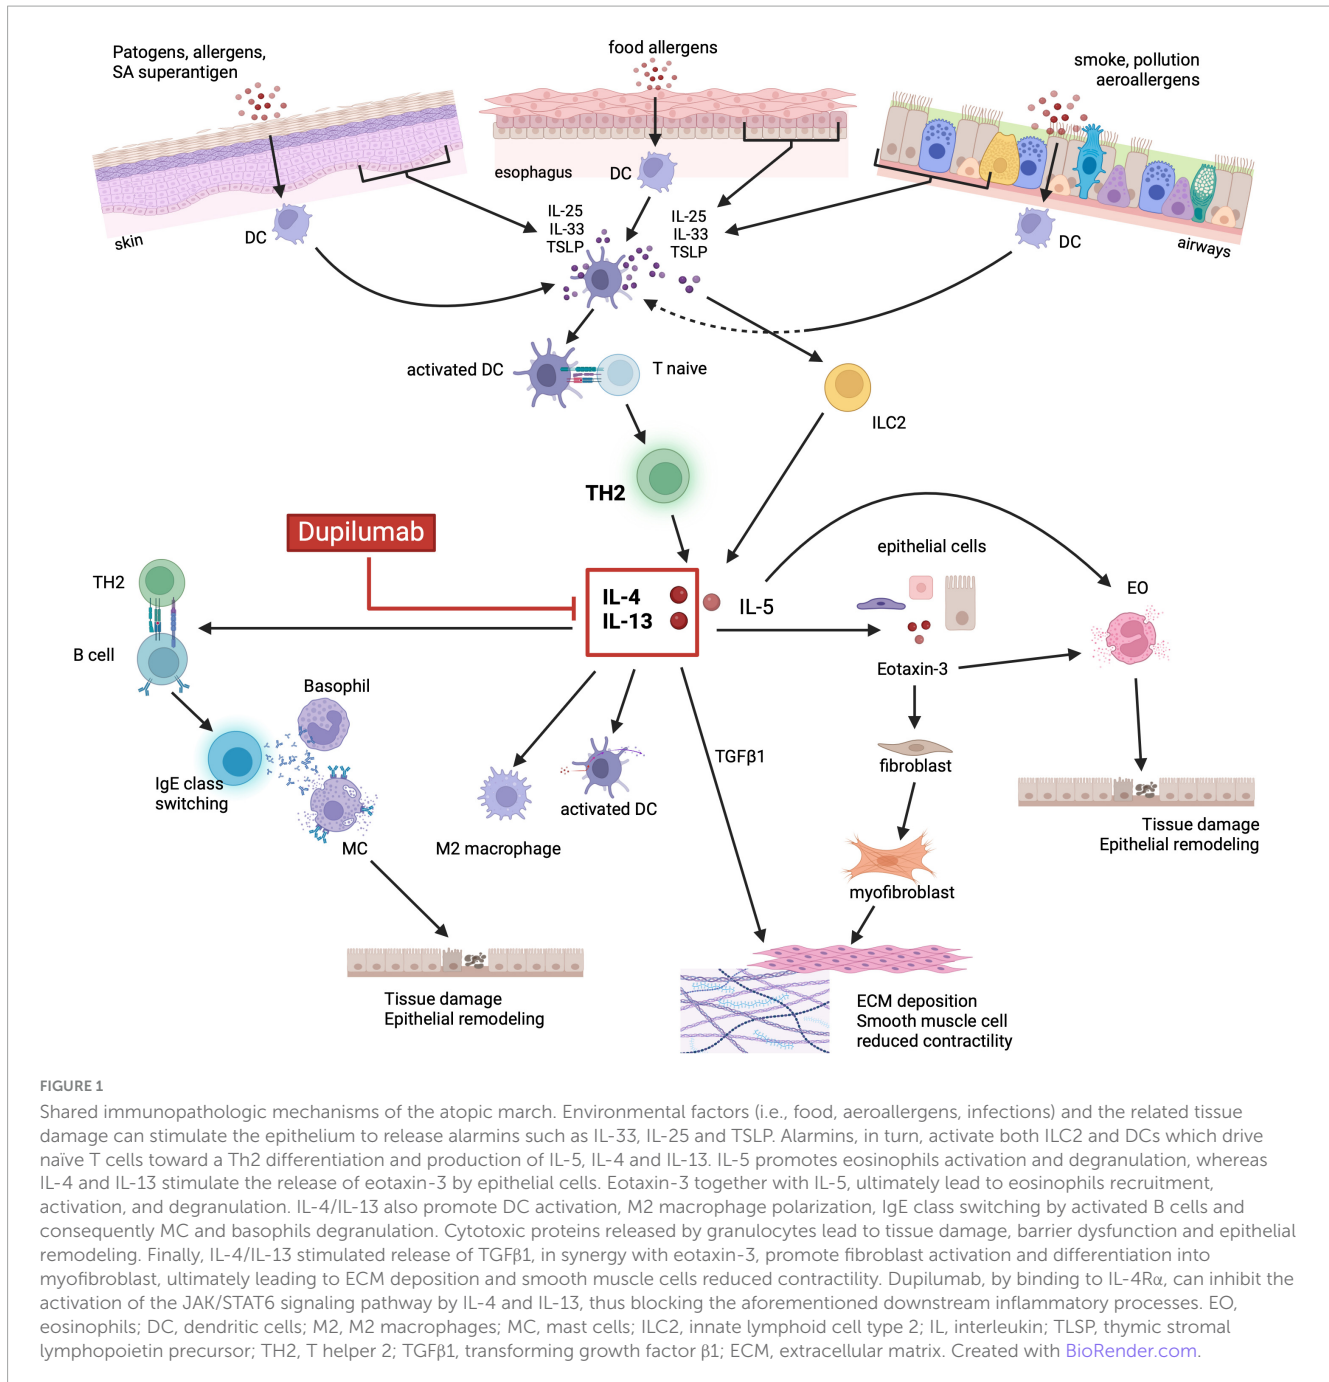 Patogens, allergens,
SA superantigen
food allergens
smoke, pollution
aeroallergens
skin
DC
esophagus
DC
airways
DC
IL-25
IL-33
TSLP
IL-25
IL-33
TSLP
activated DC
T naive
ILC2
TH2
Dupilumab
IL-4
IL-13
IL-5
epithelial cells
EO
Eotaxin-3
TH2
B cell
Basophil
IgE class
switching
MC
M2 macrophage
activated DC
TGFβ1
fibroblast
myofibroblast
Tissue damage
Epithelial remodeling
Tissue damage
Epithelial remodeling
ECM deposition
Smooth muscle cell
reduced contractility
FIGURE 1
Shared immunopathologic mechanisms of the atopic march. Environmental factors (i.e., food, aeroallergens, infections) and the related tissue
damage can stimulate the epithelium to release alarmins such as IL-33, IL-25 and TSLP. Alarmins, in turn, activate both ILC2 and DCs which drive
naïve T cells toward a Th2 differentiation and production of IL-5, IL-4 and IL-13. IL-5 promotes eosinophils activation and degranulation, whereas
IL-4 and IL-13 stimulate the release of eotaxin-3 by epithelial cells. Eotaxin-3 together with IL-5, ultimately lead to eosinophils recruitment,
activation, and degranulation. IL-4/IL-13 also promote DC activation, M2 macrophage polarization, IgE class switching by activated B cells and
consequently MC and basophils degranulation. Cytotoxic proteins released by granulocytes lead to tissue damage, barrier dysfunction and epithelial
remodeling. Finally, IL-4/IL-13 stimulated release of TGFβ1, in synergy with eotaxin-3, promote fibroblast activation and differentiation into
myofibroblast, ultimately leading to ECM deposition and smooth muscle cells reduced contractility. Dupilumab, by binding to IL-4Rα, can inhibit the
activation of the JAK/STAT6 signaling pathway by IL-4 and IL-13, thus blocking the aforementioned downstream inflammatory processes. EO,
eosinophils; DC, dendritic cells; M2, M2 macrophages; MC, mast cells; ILC2, innate lymphoid cell type 2; IL, interleukin; TLSP, thymic stromal
lymphopoietin precursor; TH2, T helper 2; TGFβ1, transforming growth factor β1; ECM, extracellular matrix. Created with BioRender.com.